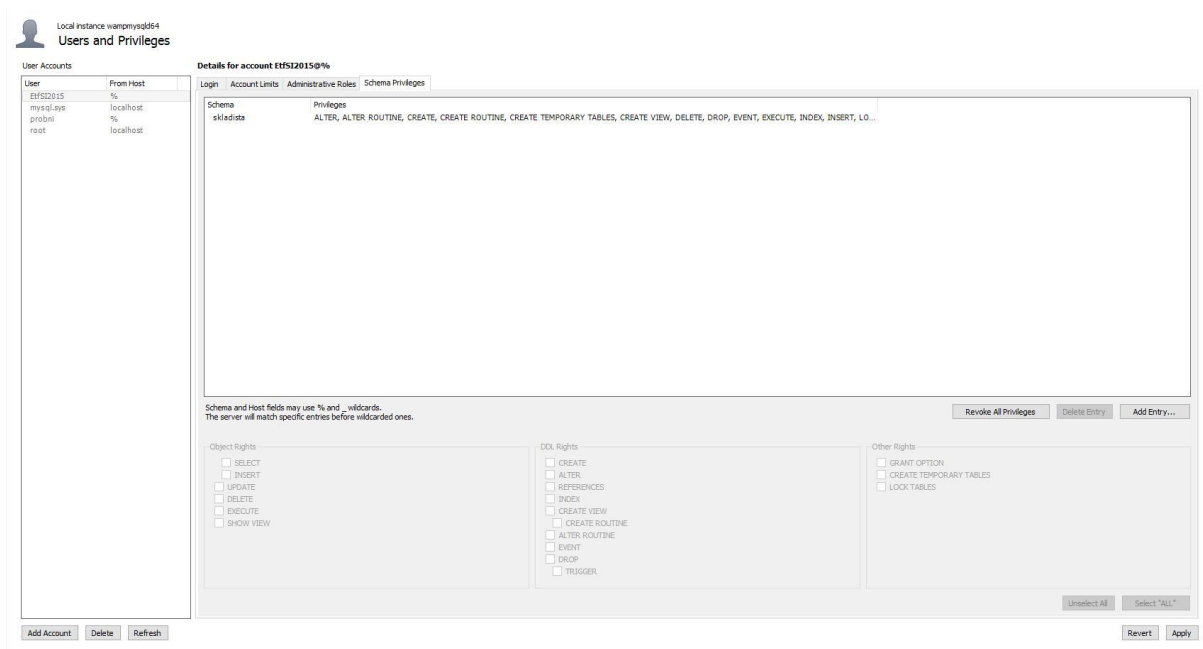 Local instance wampmysqld64
Users and Privileges
User Accounts
User From Host
EtfSI2015 %
mysql.sys localhost
probni %
root localhost
Add Account Delete Refresh
Details for account EtfSI2015@%
Login Account Limits Administrative Roles Schema Privileges
Schema Privileges
skladista ALTER, ALTER ROUTINE, CREATE, CREATE ROUTINE, CREATE TEMPORARY TABLES, CREATE VIEW, DELETE, DROP, EVENT, EXECUTE, INDEX, INSERT, LO...
Schema and Host fields may use % and _ wildcards.
The server will match specific entries before wildcarded ones.
Revoke All Privileges Delete Entry Add Entry...
Object Rights
SELECT
INSERT
UPDATE
DELETE
EXECUTE
SHOW VIEW
DDL Rights
CREATE
ALTER
REFERENCES
INDEX
CREATE VIEW
CREATE ROUTINE
ALTER ROUTINE
EVENT
DROP
TRIGGER
Other Rights
GRANT OPTION
CREATE TEMPORARY TABLES
LOCK TABLES
Unselect All Select "ALL"
Revert Apply